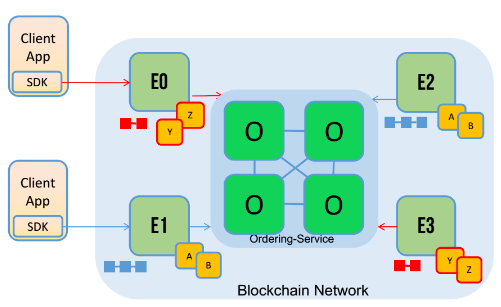 Client
App
SDK
E0
Z
Y
E2
A
B
O
O
O
O
Client
App
SDK
E1
A
B
E3
Y
Z
Ordering-Service
Blockchain Network